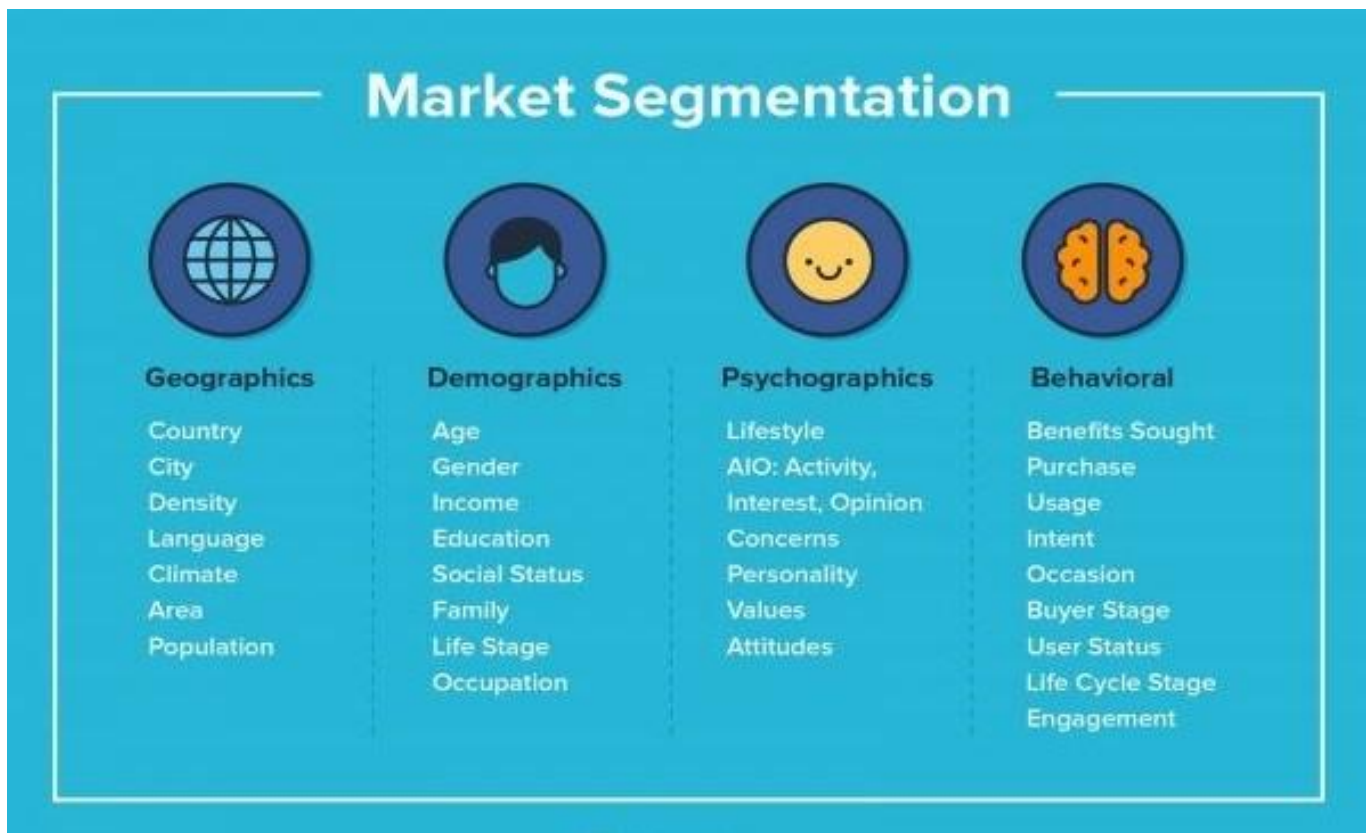 Market Segmentation
Geographics
Country
City
Density
Language
Climate
Area
Population
Demographics
Age
Gender
Income
Education
Social Status
Family
Life Stage
Occupation
Psychographics
Lifestyle
AIO: Activity,
Interest, Opinion
Concerns
Personality
Values
Attitudes
Behavioral
Benefits Sought
Purchase
Usage
Intent
Occasion
Buyer Stage
User Status
Life Cycle Stage
Engagement